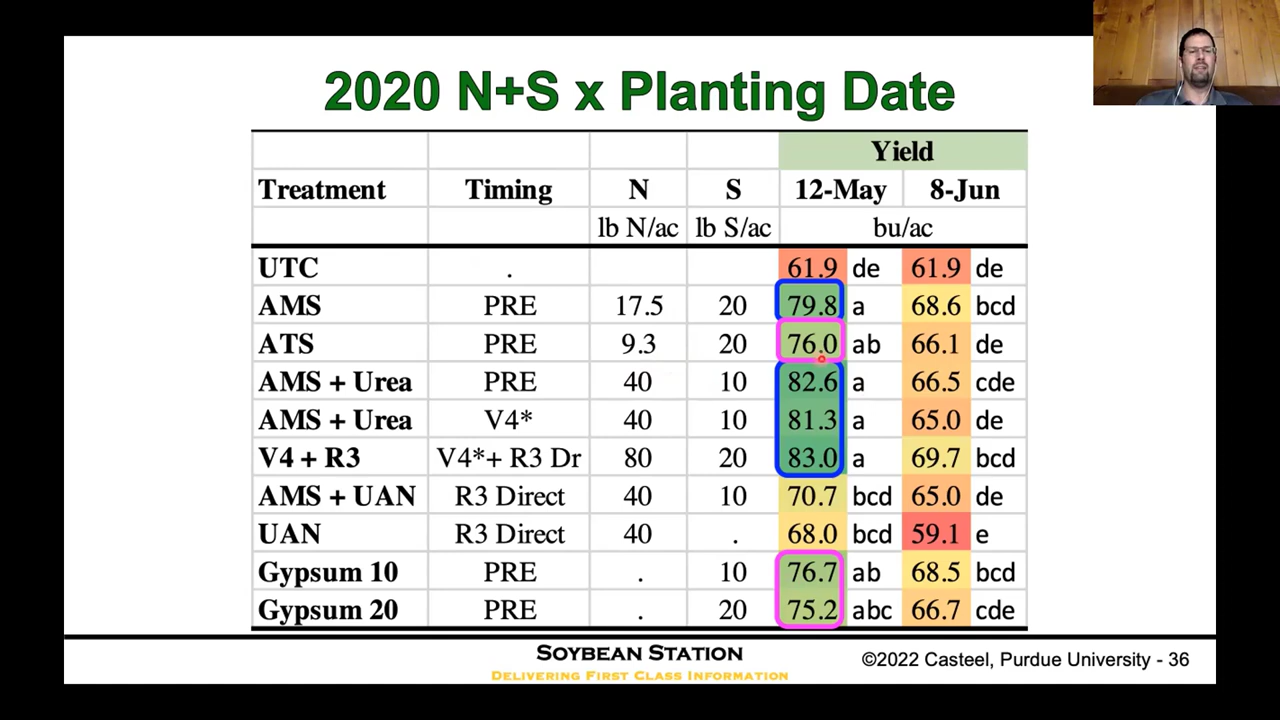 2020 N+S x Planting Date
Yield
Treatment Timing N S 12-May 8-Jun
lb N/ac lb S/ac bu/ac
UTC . 61.9 de 61.9 de
AMS PRE 17.5 20 79.8 a 68.6 bcd
ATS PRE 9.3 20 76.0 ab 66.1 de
AMS + Urea PRE 40 10 82.6 a 66.5 cde
AMS + Urea V4* 40 10 81.3 a 65.0 de
V4 + R3 V4*+ R3 Dr 80 20 83.0 a 69.7 bcd
AMS + UAN R3 Direct 40 10 70.7 bcd 65.0 de
UAN R3 Direct 40 . 68.0 bcd 59.1 e
Gypsum 10 PRE . 10 76.7 ab 68.5 bcd
Gypsum 20 PRE . 20 75.2 abc 66.7 cde
Soybean Station
Delivering First Class Information
©2022 Casteel, Purdue University - 36